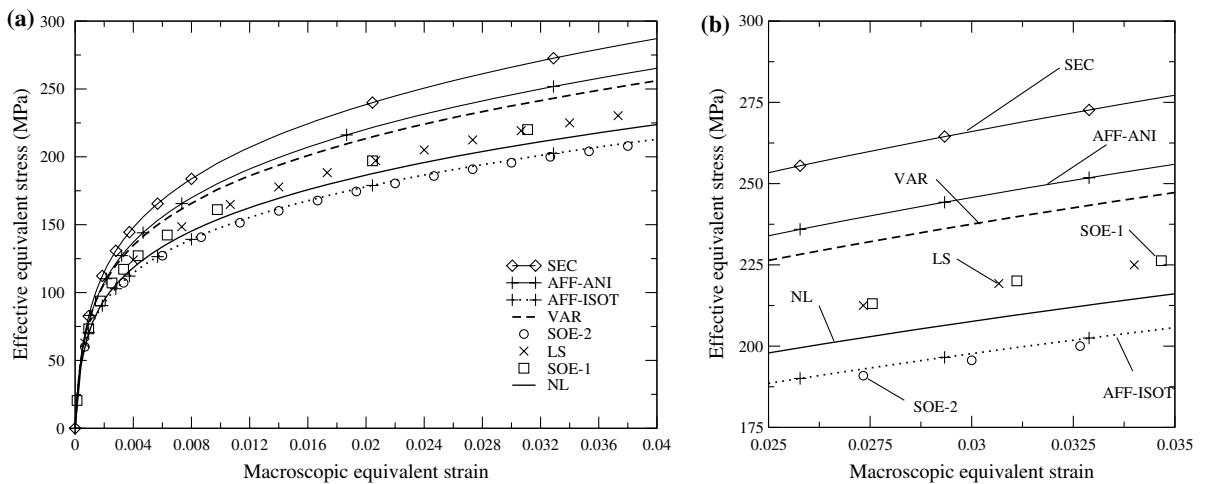 (a)
300
250
200
150
100
50
0
Effective equivalent stress (MPa)
0 0.004 0.008 0.012 0.016 0.02 0.024 0.028 0.032 0.036 0.04
Macroscopic equivalent strain
SEC
AFF-ANI
AFF-ISOT
VAR
SOE-2
LS
SOE-1
NL
(b)
300
275
250
225
200
175
Effective equivalent stress (MPa)
SEC
AFF-ANI
VAR
SOE-1
LS
NL
AFF-ISOT
SOE-2
0.025 0.0275 0.03 0.0325 0.035
Macroscopic equivalent strain